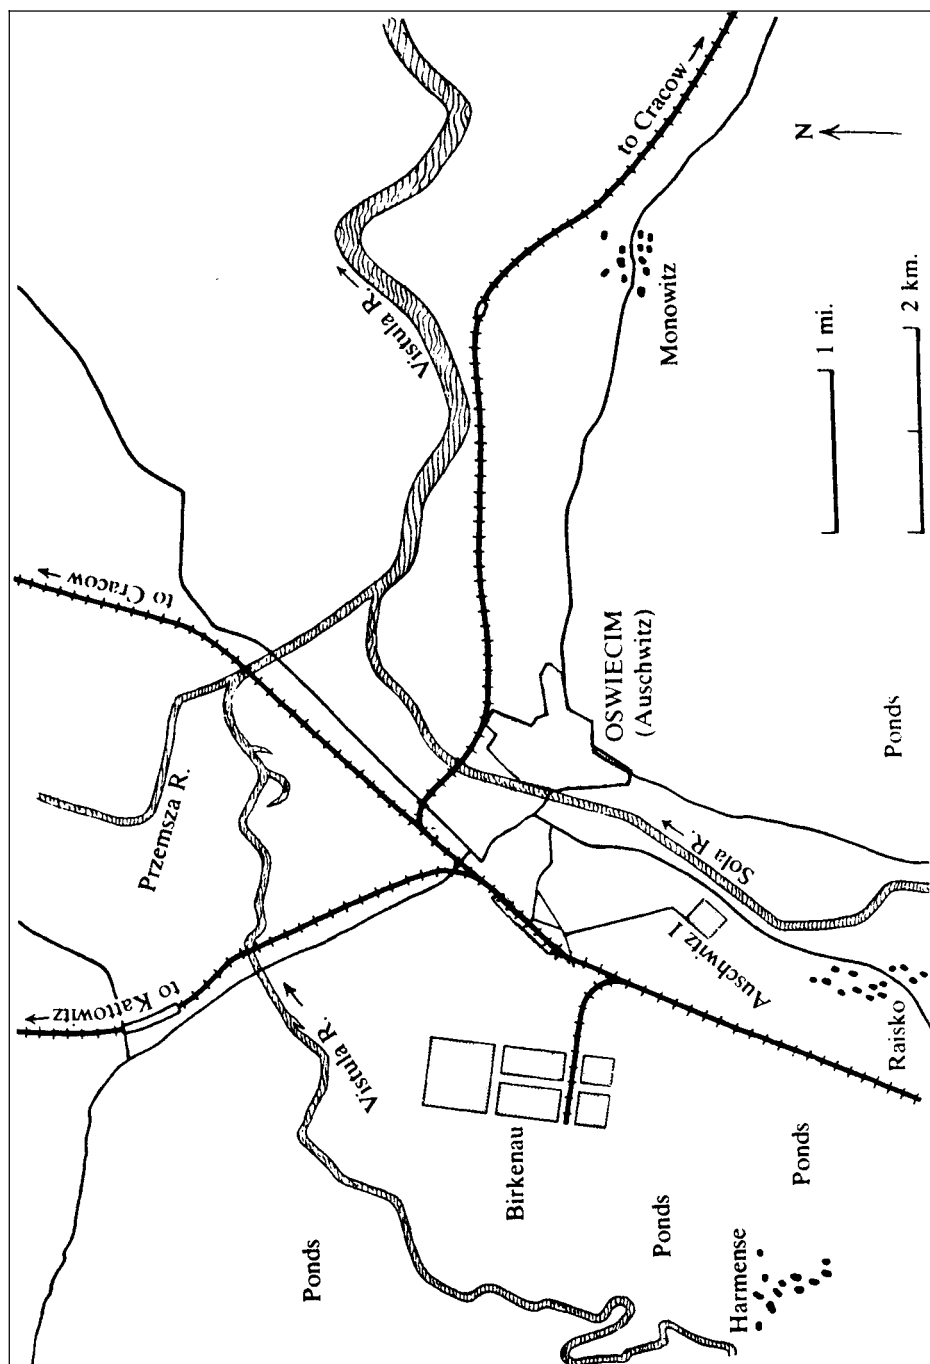 to Cracow
N
Vistula R.
Monowitz
1 mi.
2 km.
to Cracow
OSWIECIM
(Auschwitz)
Ponds
Przemsza R.
Sola R.
to Kattowitz
Auschwitz I
Raisko
Vistula R.
Birkenau
Ponds
Ponds
Ponds
Harmense